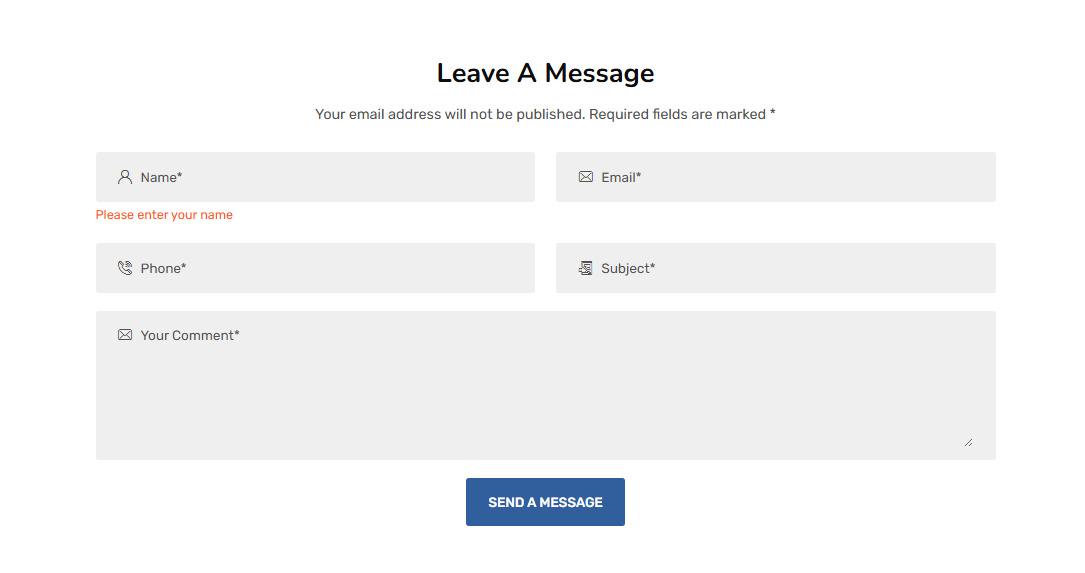 Leave A Message
Your email address will not be published. Required fields are marked *
Name*
Email*
Please enter your name
Phone*
Subject*
Your Comment*
SEND A MESSAGE